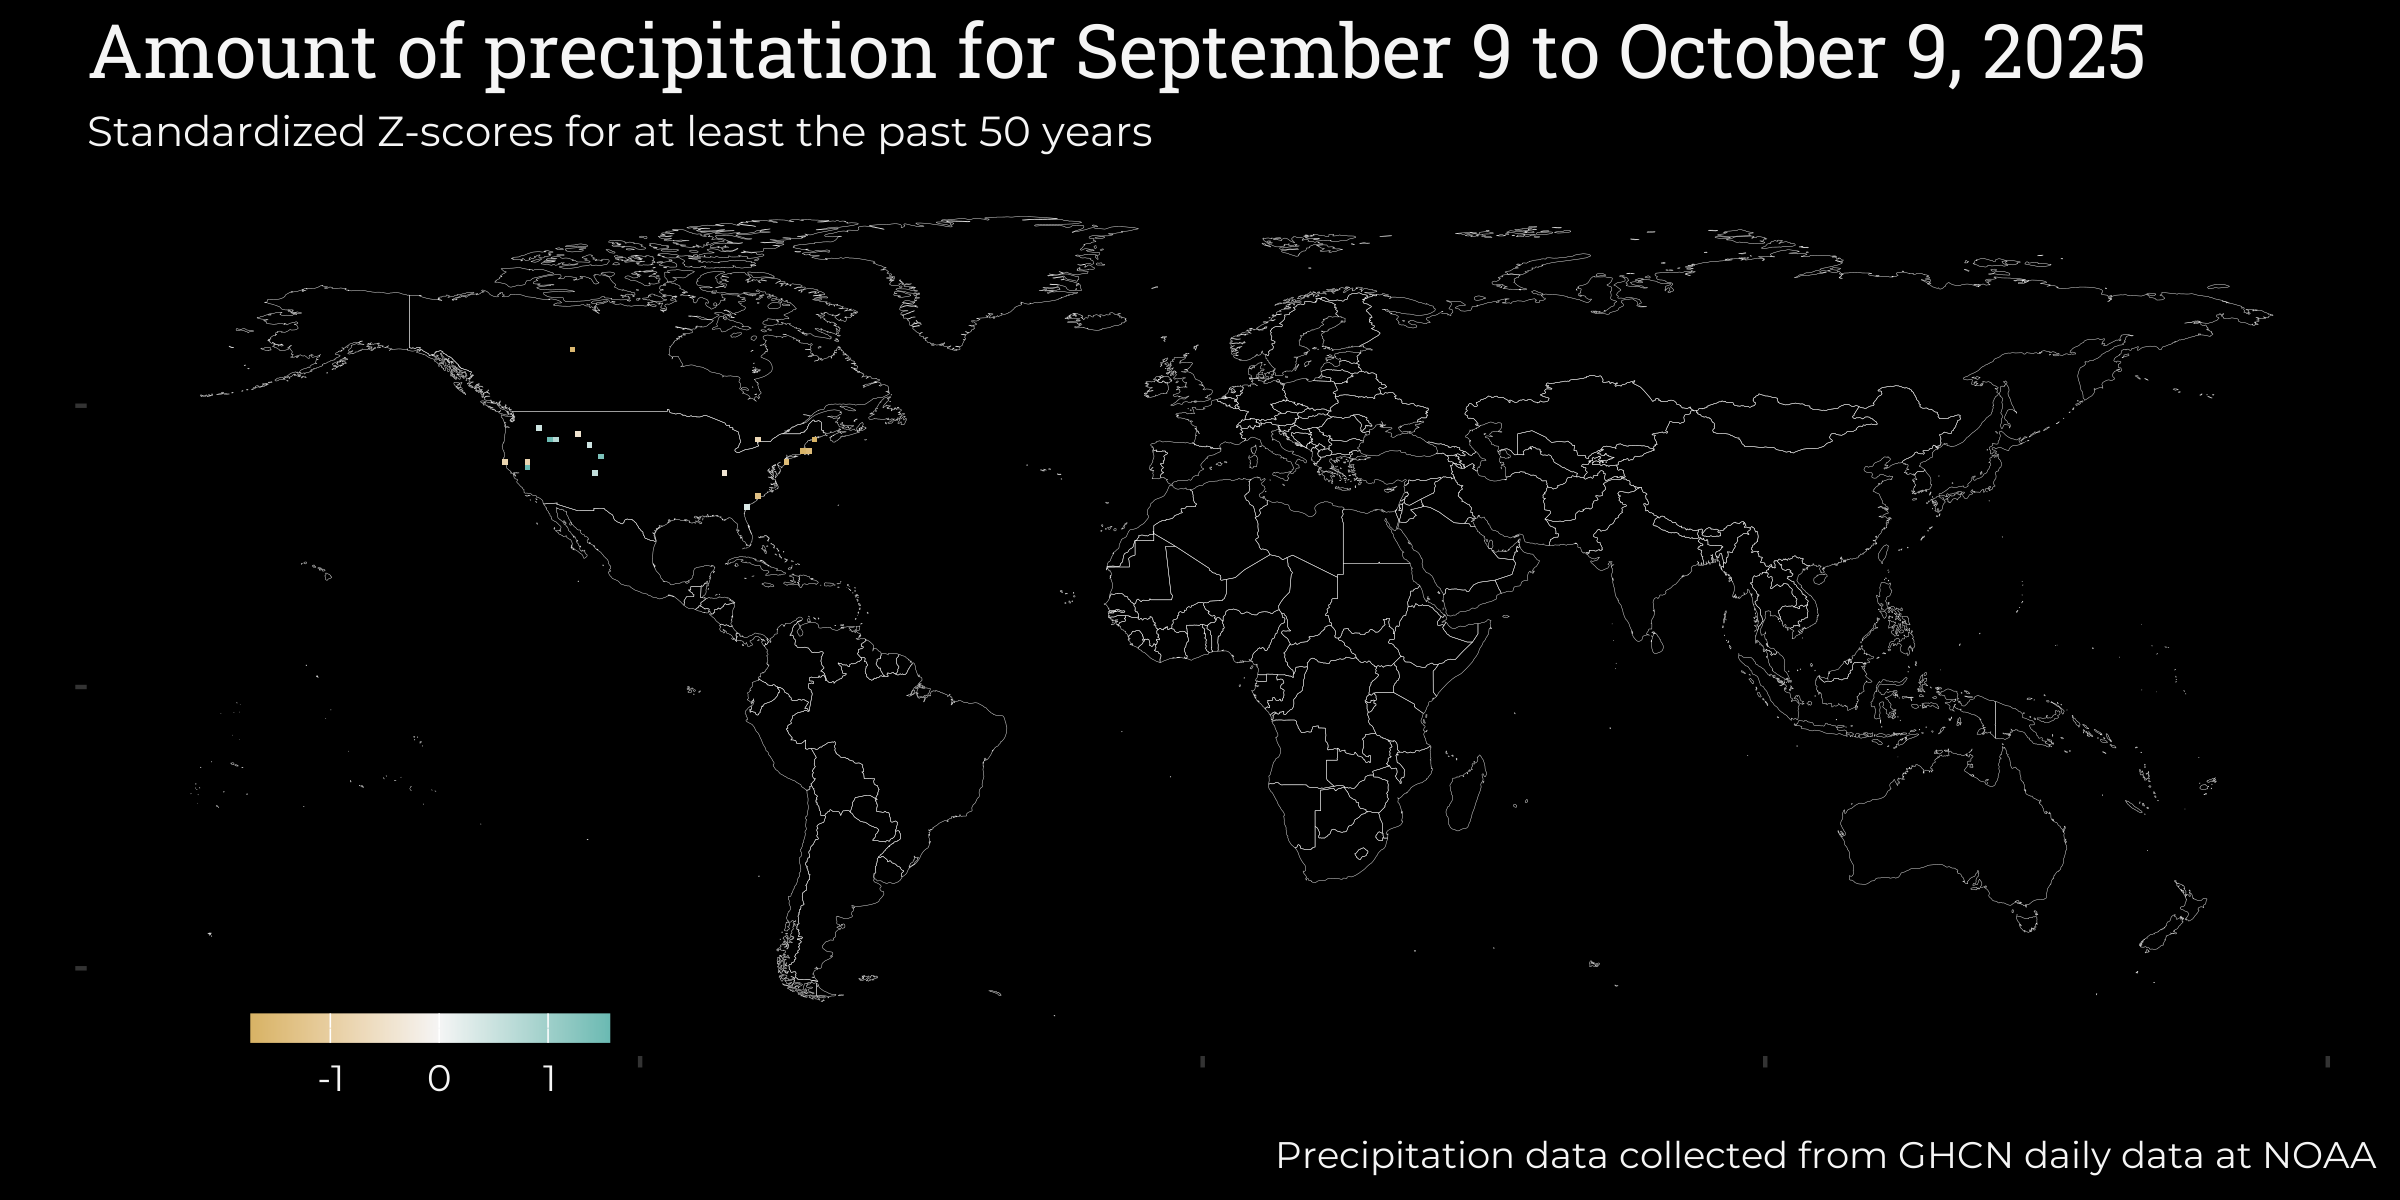 Amount of precipitation for September 9 to October 9, 2025
Standardized Z-scores for at least the past 50 years
-1 0 1
Precipitation data collected from GHCN daily data at NOAA